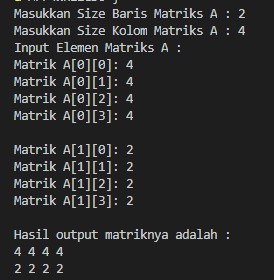 Masukkan Size Baris Matriks A : 2
Masukkan Size Kolom Matriks A : 4
Input Elemen Matriks A :
Matrik A[0][0]: 4
Matrik A[0][1]: 4
Matrik A[0][2]: 4
Matrik A[0][3]: 4
Matrik A[1][0]: 2
Matrik A[1][1]: 2
Matrik A[1][2]: 2
Matrik A[1][3]: 2
Hasil output matriknya adalah :
4 4 4 4
2 2 2 2